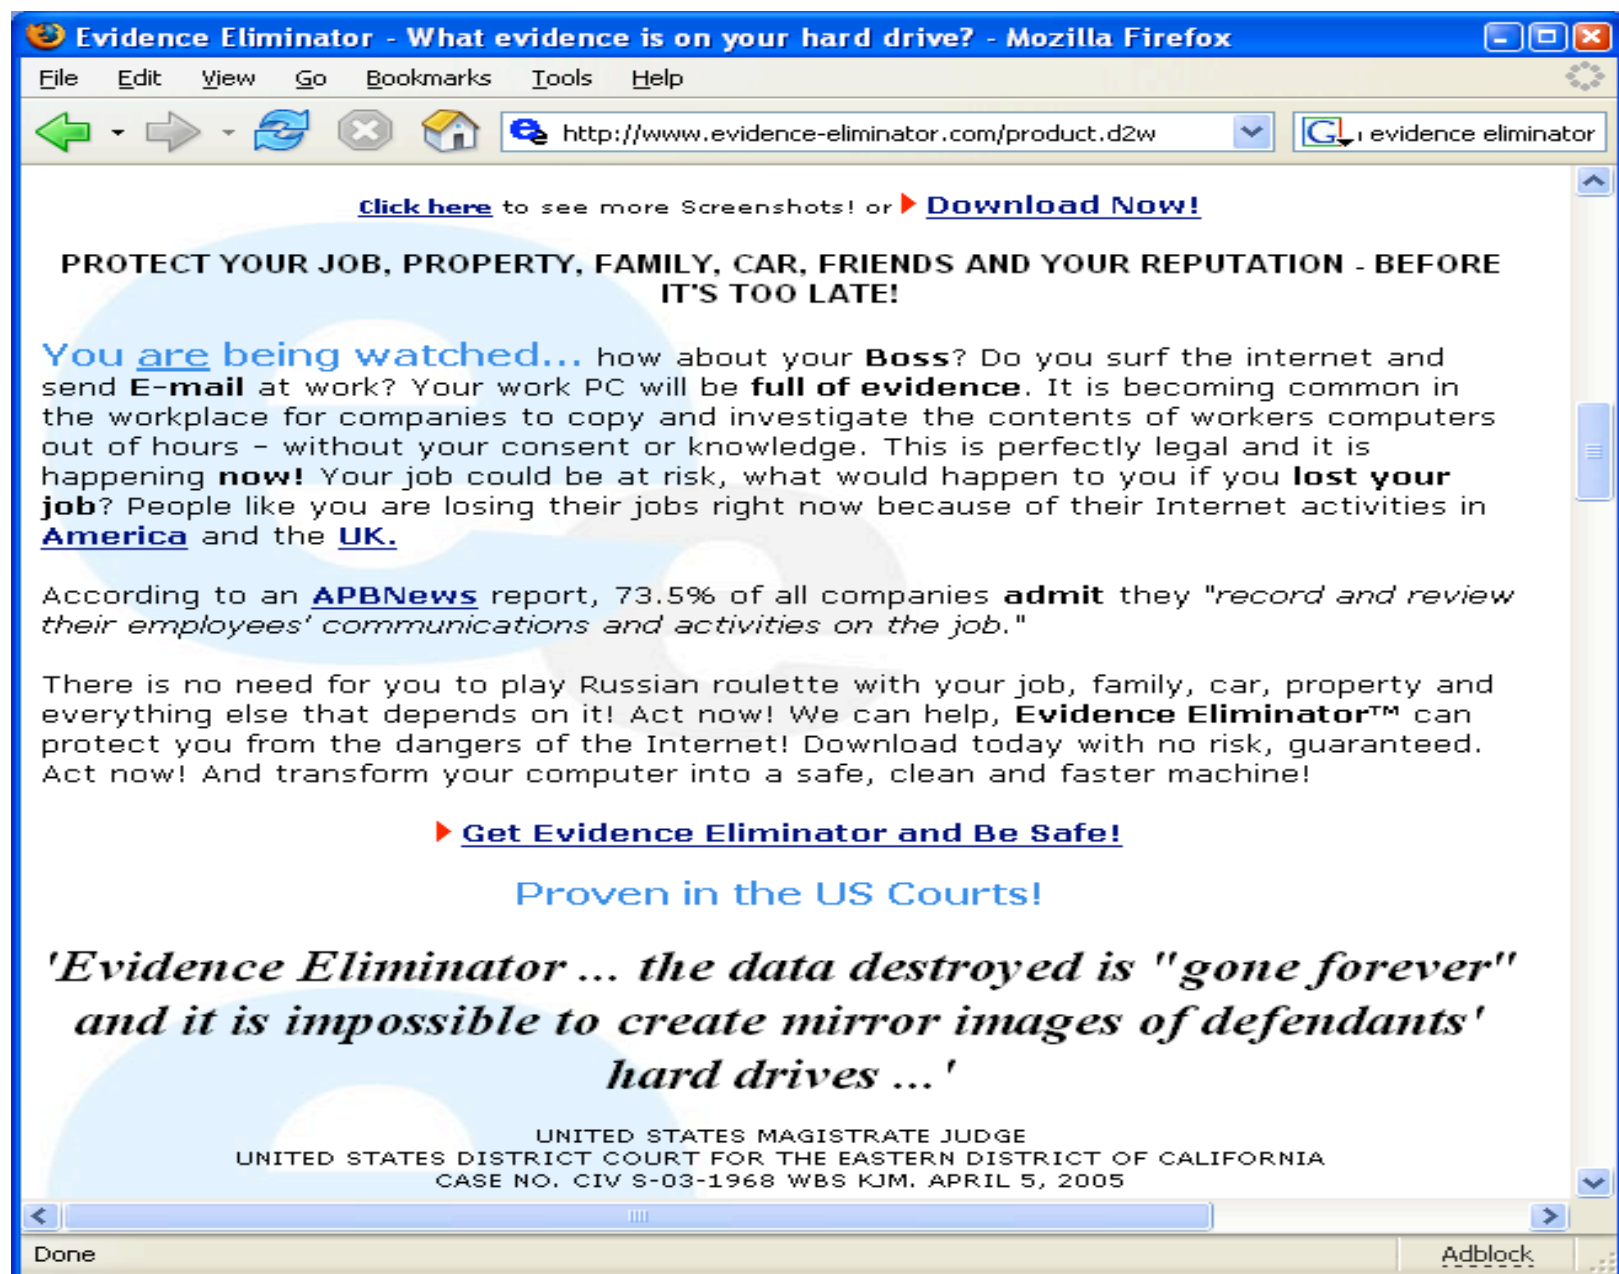 Evidence Eliminator - What evidence is on your hard drive? - Mozilla Firefox
File Edit View Go Bookmarks Tools Help
http://www.evidence-eliminator.com/product.d2w evidence eliminator
Click here to see more Screenshots! or Download Now!
PROTECT YOUR JOB, PROPERTY, FAMILY, CAR, FRIENDS AND YOUR REPUTATION - BEFORE
IT'S TOO LATE!
You are being watched... how about your Boss? Do you surf the internet and
send E-mail at work? Your work PC will be full of evidence. It is becoming common in
the workplace for companies to copy and investigate the contents of workers computers
out of hours – without your consent or knowledge. This is perfectly legal and it is
happening now! Your job could be at risk, what would happen to you if you lost your
job? People like you are losing their jobs right now because of their Internet activities in
America and the UK.
According to an APBNews report, 73.5% of all companies admit they "record and review
their employees' communications and activities on the job."
There is no need for you to play Russian roulette with your job, family, car, property and
everything else that depends on it! Act now! We can help, Evidence Eliminator™ can
protect you from the dangers of the Internet! Download today with no risk, guaranteed.
Act now! And transform your computer into a safe, clean and faster machine!
Get Evidence Eliminator and Be Safe!
Proven in the US Courts!
'Evidence Eliminator ... the data destroyed is "gone forever"
and it is impossible to create mirror images of defendants'
hard drives ...'
UNITED STATES MAGISTRATE JUDGE
UNITED STATES DISTRICT COURT FOR THE EASTERN DISTRICT OF CALIFORNIA
CASE NO. CIV S-03-1968 WBS KJM. APRIL 5, 2005
Done Adblock